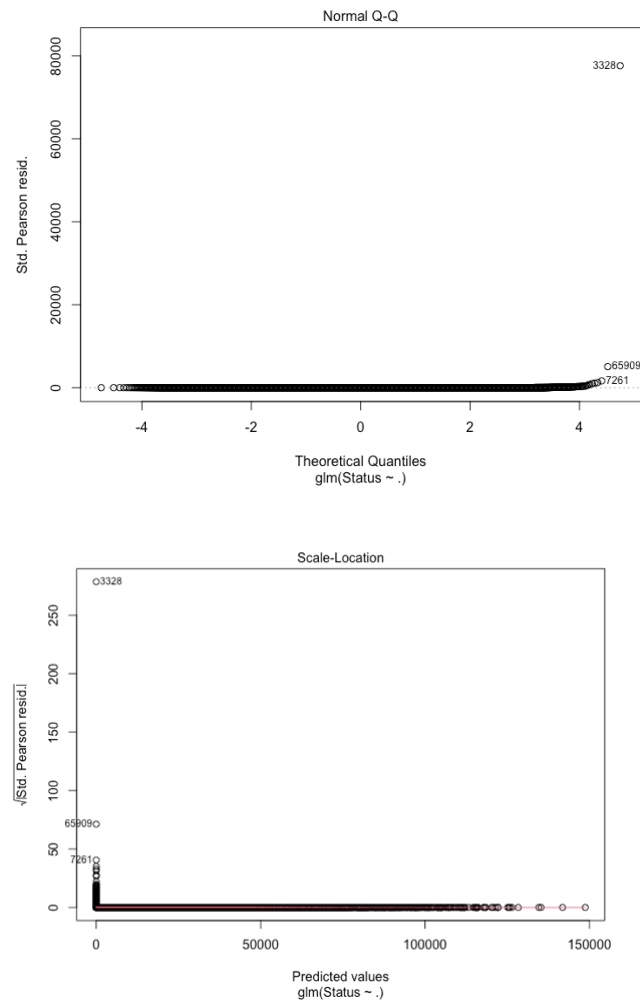 Normal Q-Q
80000
60000
40000
20000
0
Std. Pearson resid.
3328
65909
7261
-4 -2 0 2 4
Theoretical Quantiles
glm(Status ~ .)
Scale-Location
250
200
150
100
50
0
√|Std. Pearson resid.|
3328
65909
7261
0 50000 100000 150000
Predicted values
glm(Status ~ .)